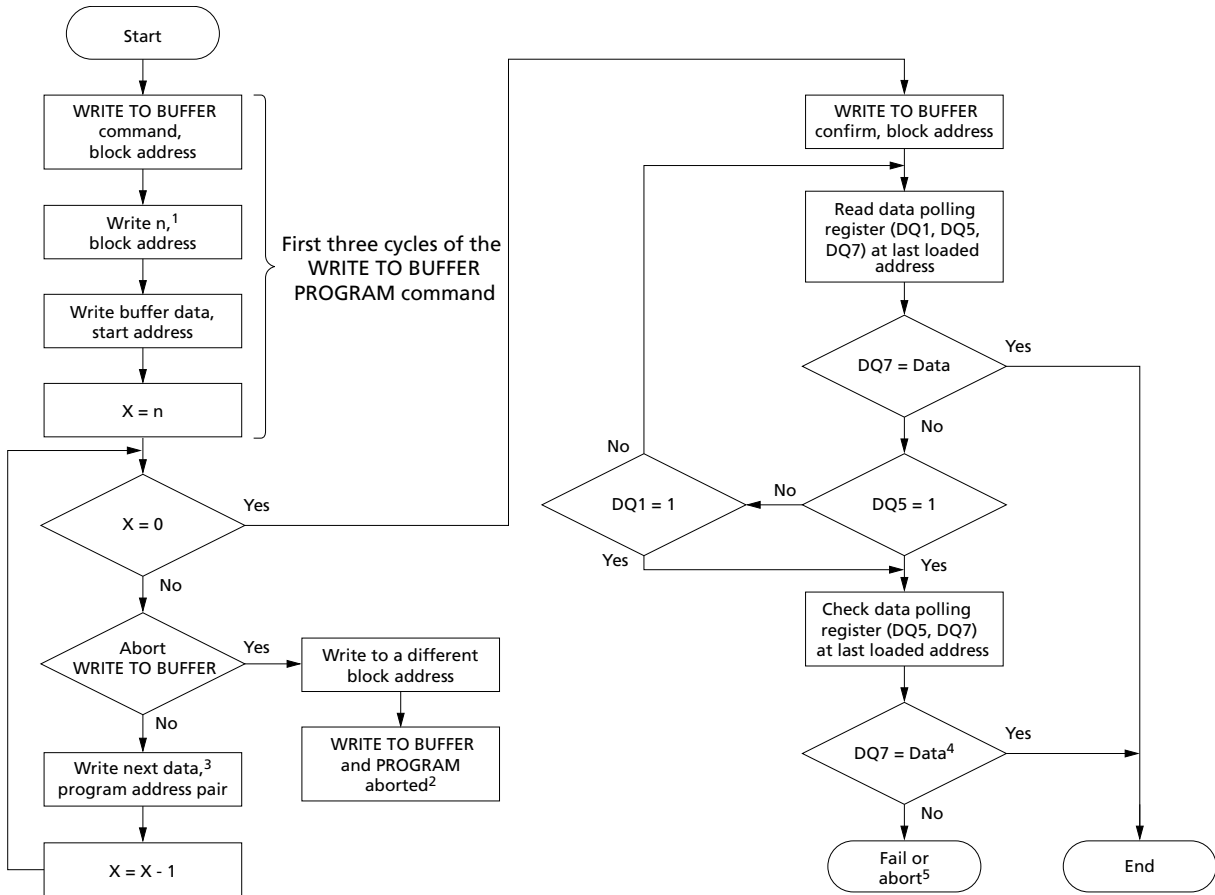 Start
WRITE TO BUFFER
command,
block address
Write n,¹
block address
Write buffer data,
start address
X = n
First three cycles of the
WRITE TO BUFFER
PROGRAM command
X = 0
Yes
No
Abort
WRITE TO BUFFER
Yes
No
Write to a different
block address
WRITE TO BUFFER
and PROGRAM
aborted²
Write next data,³
program address pair
X = X - 1
WRITE TO BUFFER
confirm, block address
Read data polling
register (DQ1, DQ5,
DQ7) at last loaded
address
DQ7 = Data
Yes
No
DQ5 = 1
No
Yes
DQ1 = 1
No
Yes
Check data polling
register (DQ5, DQ7)
at last loaded address
DQ7 = Data⁴
Yes
No
Fail or
abort⁵
End